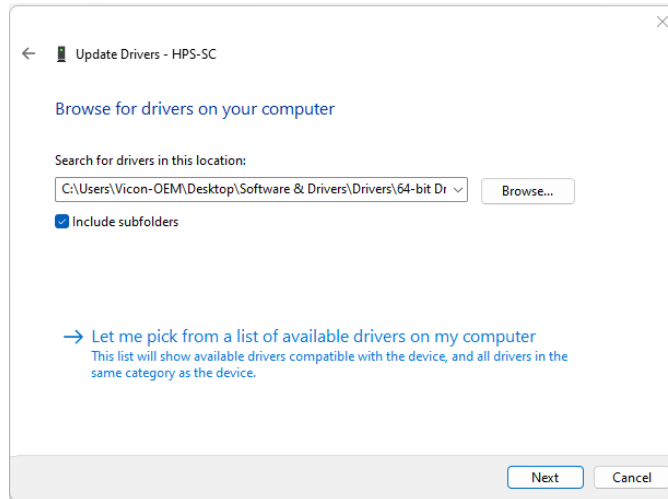 Update Drivers - HPS-SC
Browse for drivers on your computer
Search for drivers in this location:
C:\Users\Vicon-OEM\Desktop\Software & Drivers\Drivers\64-bit Dr
Browse...
Include subfolders
Let me pick from a list of available drivers on my computer
This list will show available drivers compatible with the device, and all drivers in the
same category as the device.
Next
Cancel